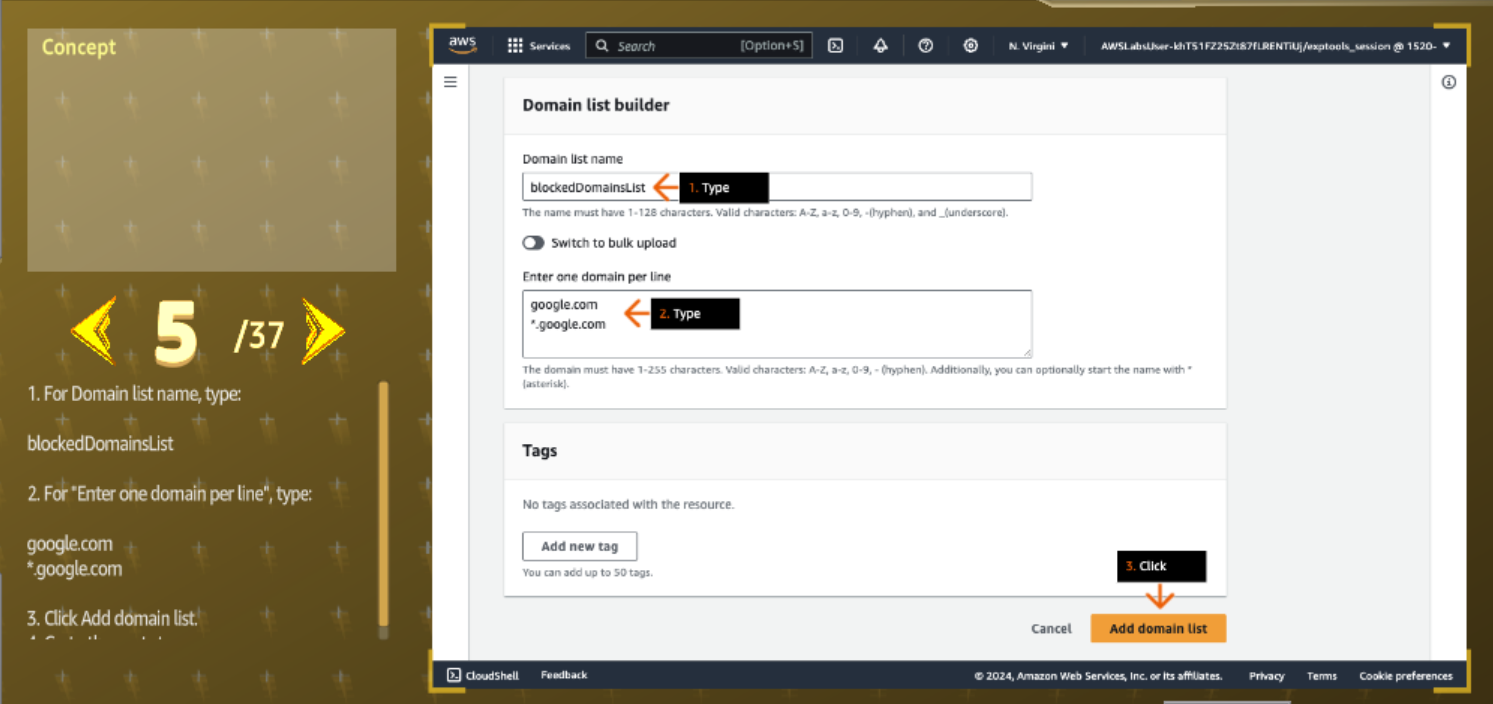 Concept
5 /37
1. For Domain list name, type:
blockedDomainsList
2. For "Enter one domain per line", type:
google.com
*.google.com
3. Click Add domain list.
aws Services Search [Option+S] N. Virgini AWSLabsUser-khT51FZ25Zt87fLRENTiUj/exptools_session @ 1520-
Domain list builder
Domain list name
blockedDomainsList 1. Type
The name must have 1-128 characters. Valid characters: A-Z, a-z, 0-9, -(hyphen), and _(underscore).
Switch to bulk upload
Enter one domain per line
google.com
*.google.com
2. Type
The domain must have 1-255 characters. Valid characters: A-Z, a-z, 0-9, - (hyphen). Additionally, you can optionally start the name with *
(asterisk).
Tags
No tags associated with the resource.
Add new tag
You can add up to 50 tags.
3. Click
Cancel Add domain list
CloudShell Feedback © 2024, Amazon Web Services, Inc. or its affiliates. Privacy Terms Cookie preferences